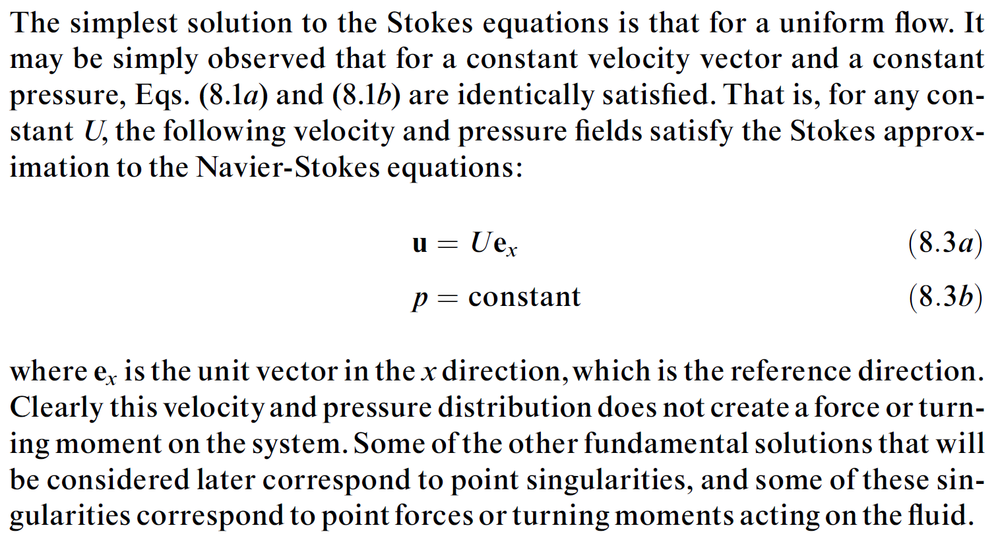 The simplest solution to the Stokes equations is that for a uniform flow. It
may be simply observed that for a constant velocity vector and a constant
pressure, Eqs. (8.1a) and (8.1b) are identically satisfied. That is, for any con-
stant U, the following velocity and pressure fields satisfy the Stokes approx-
imation to the Navier-Stokes equations:
u = Ueₓ (8.3a)
p = constant (8.3b)
where eₓ is the unit vector in the x direction, which is the reference direction.
Clearly this velocity and pressure distribution does not create a force or turn-
ing moment on the system. Some of the other fundamental solutions that will
be considered later correspond to point singularities, and some of these sin-
gularities correspond to point forces or turning moments acting on the fluid.